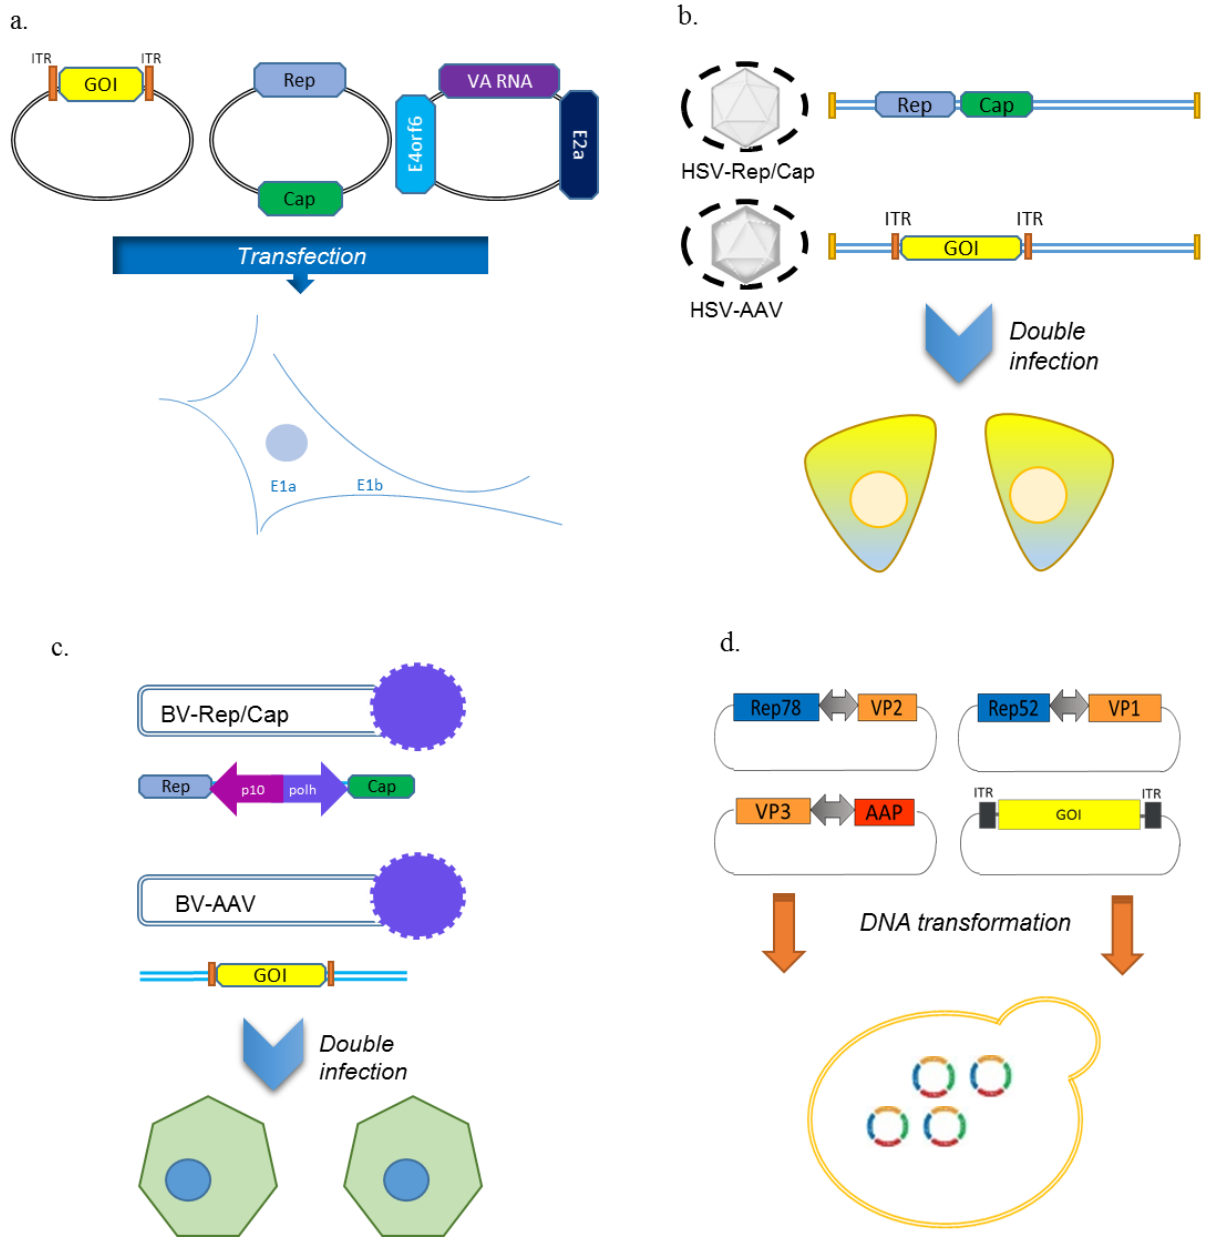 a.
ITR
ITR
GOI
Rep
VA RNA
E4orf6
E2a
Cap
Transfection
E1a
E1b
b.
Rep
Cap
HSV-Rep/Cap
ITR
ITR
GOI
HSV-AAV
Double
infection
c.
BV-Rep/Cap
Rep
p10
polh
Cap
BV-AAV
GOI
Double
infection
d.
Rep78
VP2
Rep52
VP1
VP3
AAP
ITR
ITR
GOI
DNA transformation